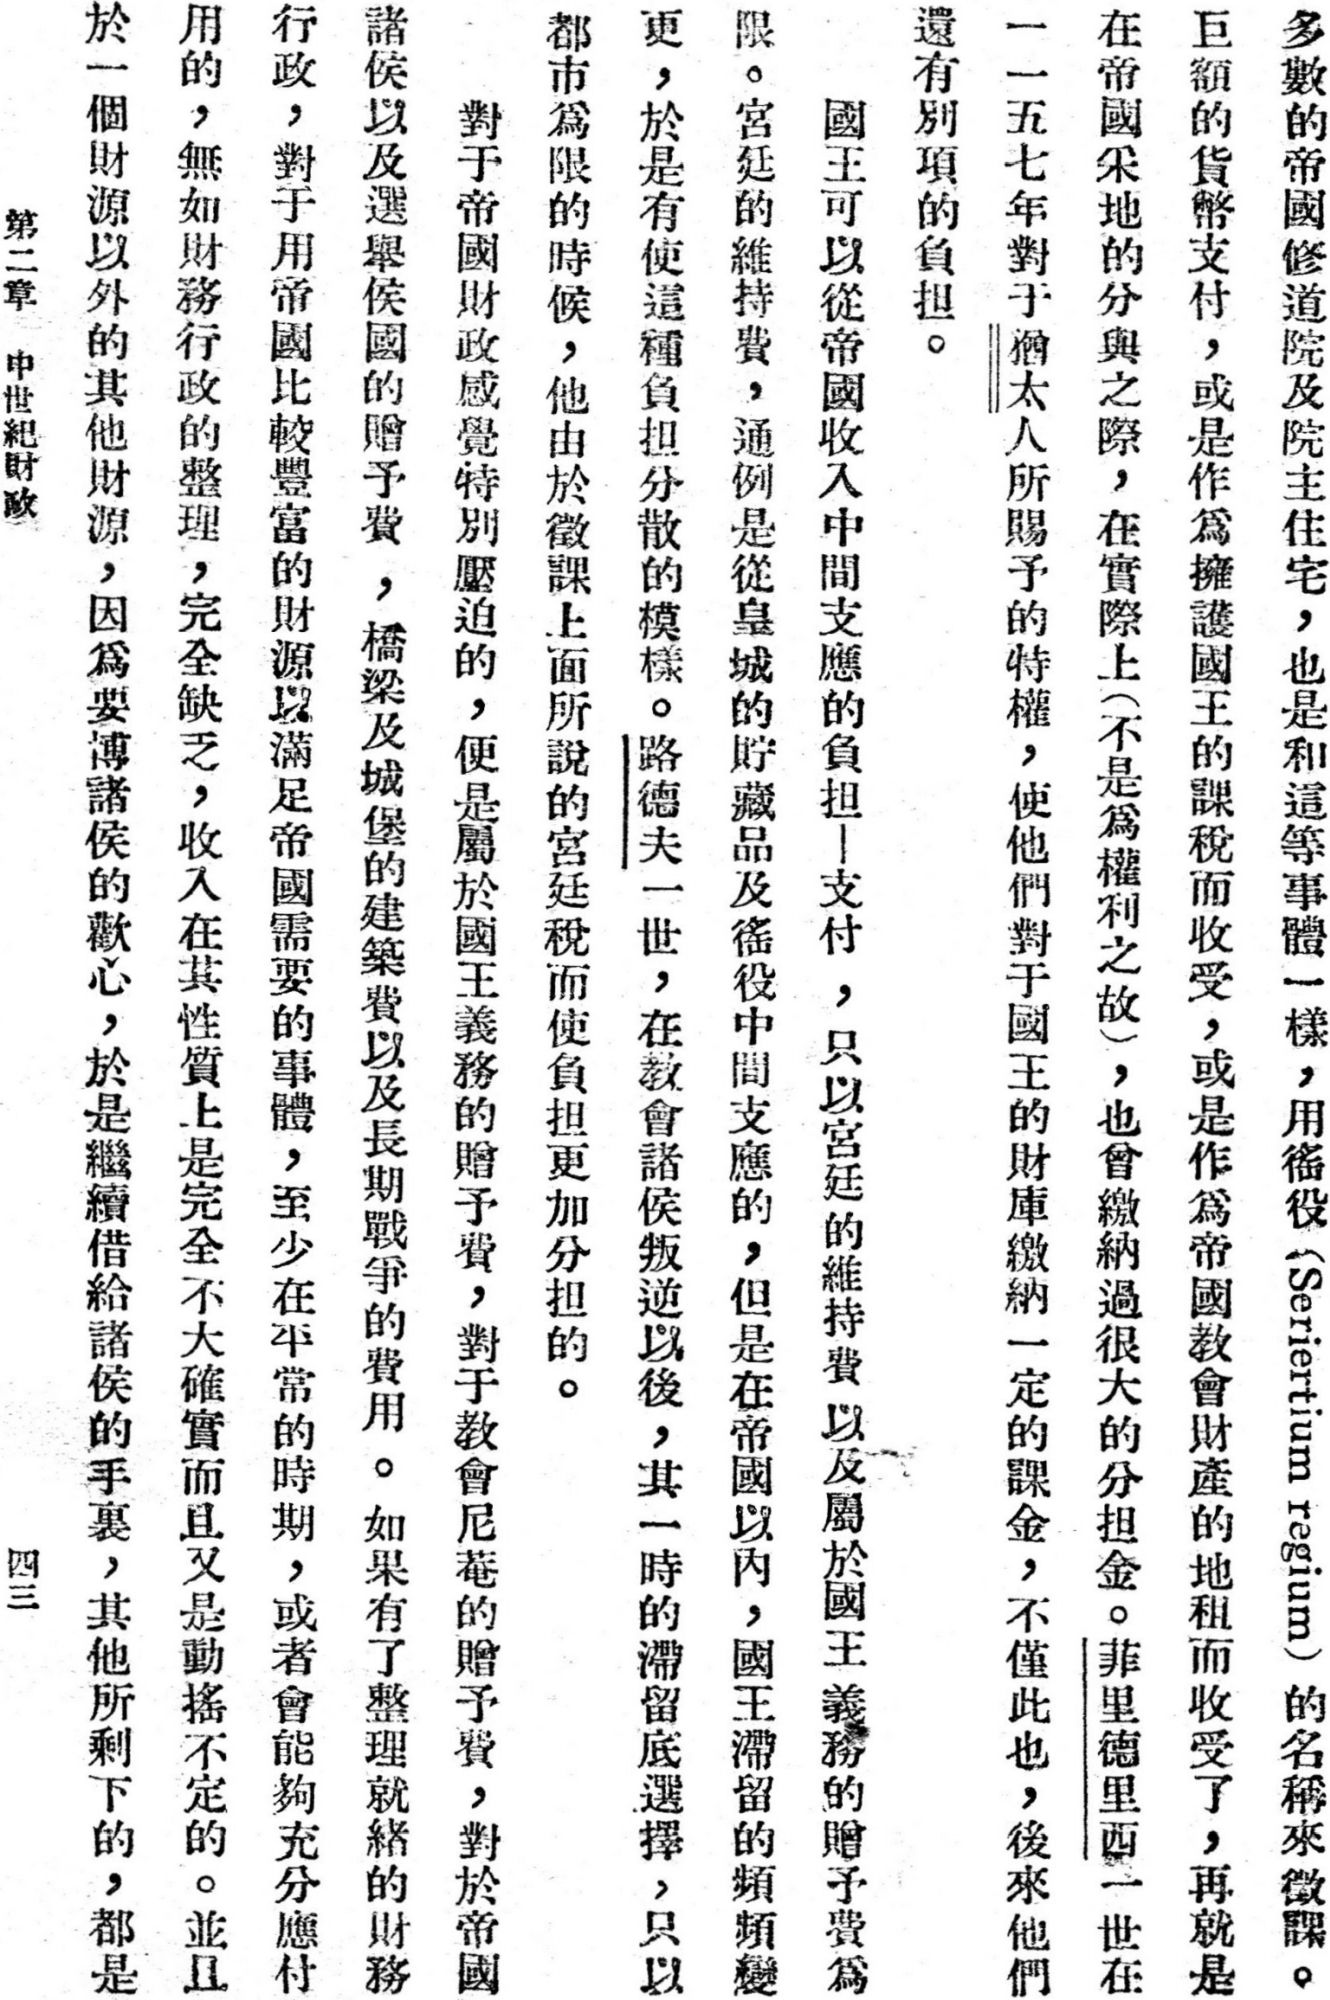 多數的帝國修道院及院主住宅，也是和這等事體一樣，用徭役（Seriertium regium）的名稱來徵課。
巨額的貨幣支付，或是作爲擁護國王的課稅而收受，或是作爲帝國教會財產的地租而收受了，再就是
在帝國采地的分與之際，在實際上（不是爲權利之故），也曾繳納過很大的分担金。菲里德里西一世在
一一五七年對于猶太人所賜予的特權，使他們對于國王的財庫繳納一定的課金，不僅此也，後來他們
還有別項的負担。
國王可以從帝國收入中間支應的負担—支付，只以宮廷的維持費以及屬於國王義務的贈予費爲
限。宮廷的維持費，通例是從皇城的貯藏品及徭役中間支應的，但是在帝國以內，國王滯留的頻頻變
更，於是有使這種負担分散的模樣。路德夫一世，在教會諸侯叛逆以後，其一時的滯留底選擇，只以
都市爲限的時候，他由於徵課上面所說的宮廷稅而使負担更加分担的。
對于帝國財政感覺特別壓迫的，便是屬於國王義務的贈予費，對于教會尼菴的贈予費，對於帝國
諸侯以及選舉侯國的贈予費，橋梁及城堡的建築費以及長期戰爭的費用。如果有了整理就緒的財務
行政，對于用帝國比較豐富的財源以滿足帝國需要的事體，至少在平常的時期，或者會能夠充分應付
用的，無如財務行政的整理，完全缺乏，收入在其性質上是完全不大確實而且又是動搖不定的。並且
於一個財源以外的其他財源，因爲要博諸侯的歡心，於是繼續借給諸侯的手裏，其他所剩下的，都是
第二章　中世紀財政　四三